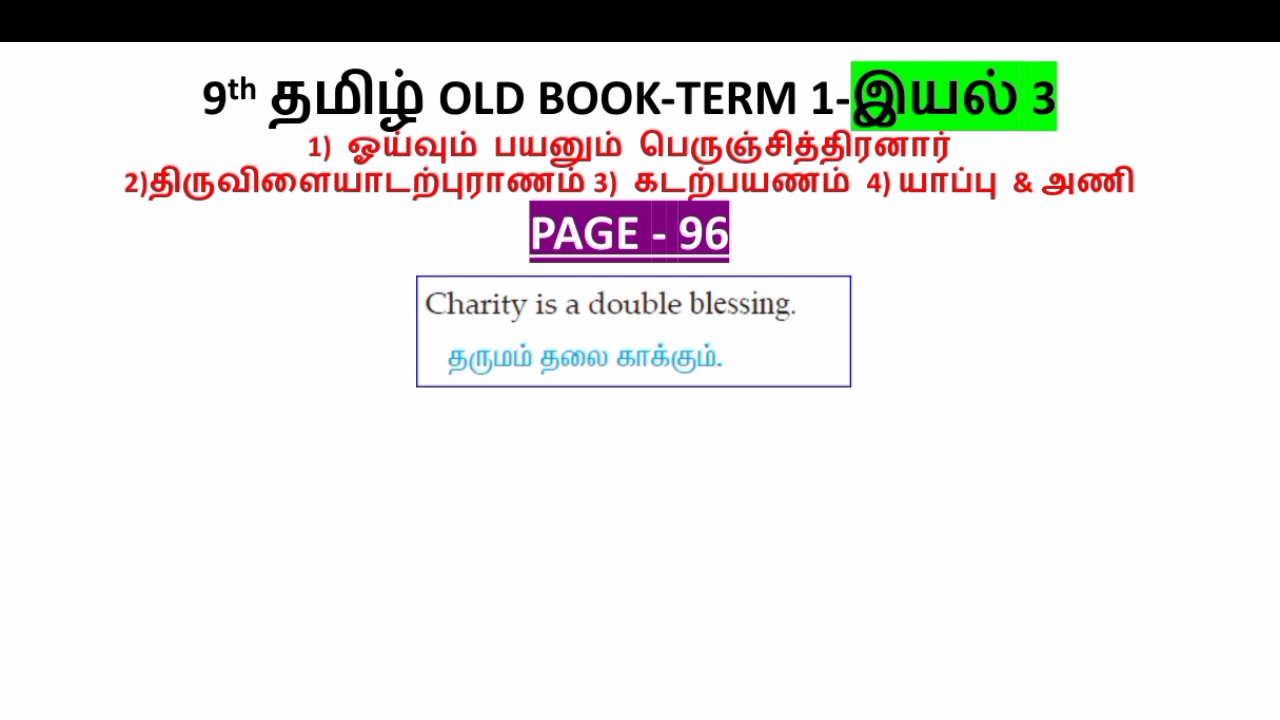 9th தமிழ் OLD BOOK-TERM 1-இயல் 3
1) ஓய்வும் பயனும் பெருஞ்சித்திரனார்
2)திருவிளையாடற்புராணம் 3) கடற்பயணம் 4) யாப்பு & அணி
PAGE - 96
Charity is a double blessing.
தருமம் தலை காக்கும்.